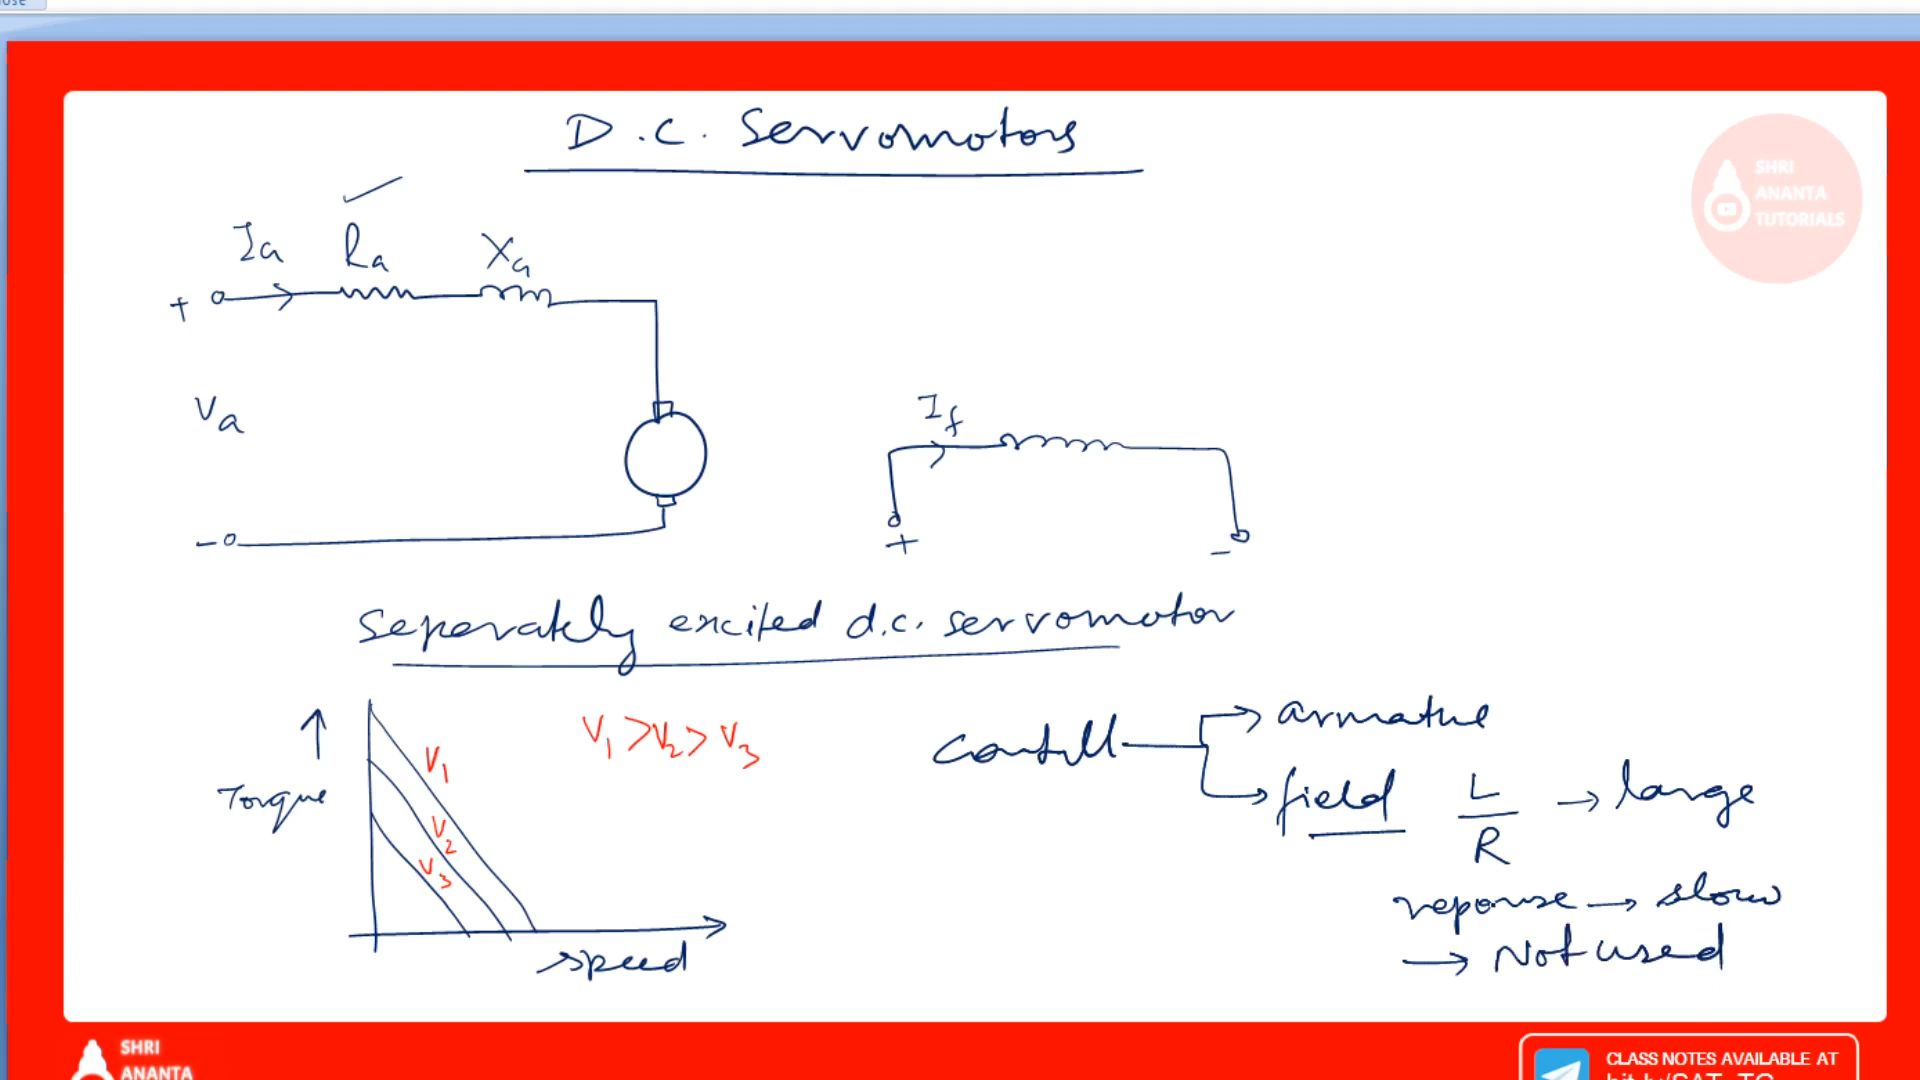 D.C. Servomotors
SHRI
ANANTA
TUTORIALS
Ia Ra Xa
+
Va
-
If
+ -
Seperately excited d.c. servomotor
Torque
V1
V2
V3
V1 > V2 > V3
speed
armature
field L/R → large
reponse → slow
→ Not used
SHRI
ANANTA
CLASS NOTES AVAILABLE AT